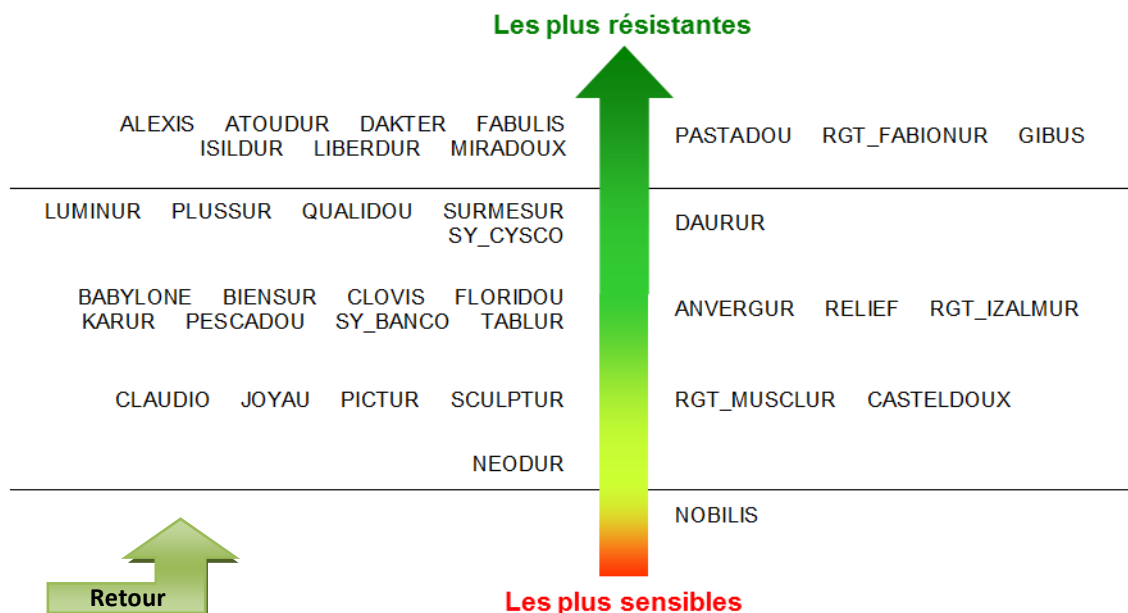 Les plus résistantes
ALEXIS ATOUDUR DAKTER FABULIS
ISILDUR LIBERDUR MIRADOUX
PASTADOU RGT_FABIONUR GIBUS
LUMINUR PLUSSUR QUALIDOU SURMESUR
SY_CYSCO
DAURUR
BABYLONE BIENSUR CLOVIS FLORIDOU
KARUR PESCADOU SY_BANCO TABLUR
ANVERGUR RELIEF RGT_IZALMUR
CLAUDIO JOYAU PICTUR SCULPTUR
RGT_MUSCLUR CASTELDOUX
NEODUR
NOBILIS
Retour
Les plus sensibles